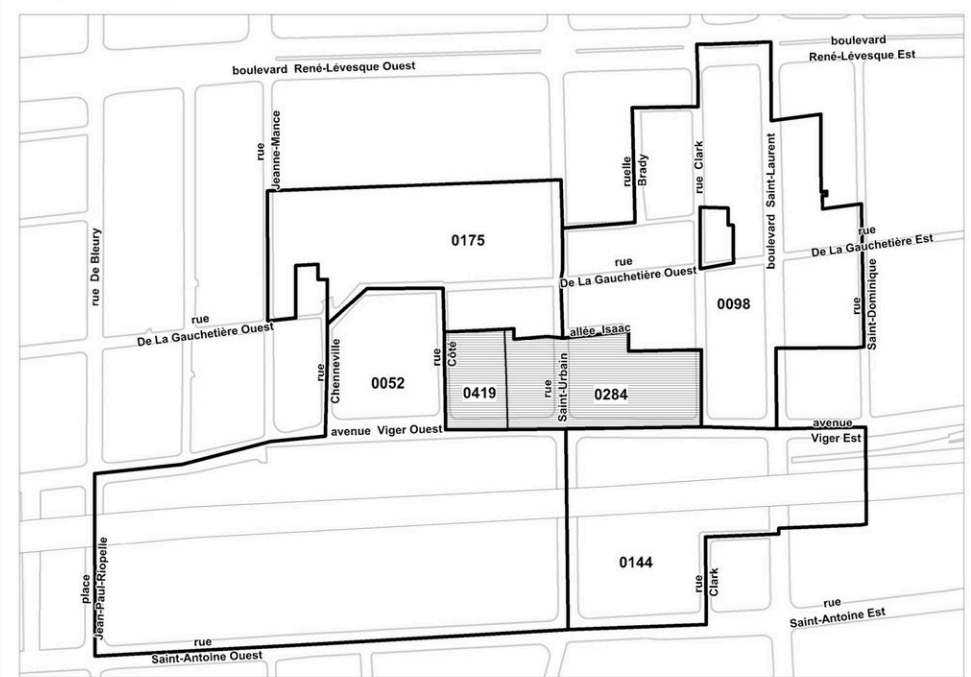 boulevard
René-Lévesque Est
boulevard René-Lévesque Ouest
rue
Jeanne-Mance
ruelle
Brady
rue Clark
boulevard Saint-Laurent
rue De Bleury
0175
rue
De La Gauchetière Est
rue
De La Gauchetière Ouest
0098
rue
Saint-Dominique
rue
De La Gauchetière Ouest
allée Isaac
rue
Chenneville
rue
Côté
0052
0419
rue
Saint-Urbain
0284
avenue Viger Ouest
avenue
Viger Est
place
Jean-Paul-Riopelle
0144
rue
Clark
rue
Saint-Antoine Est
rue
Saint-Antoine Ouest